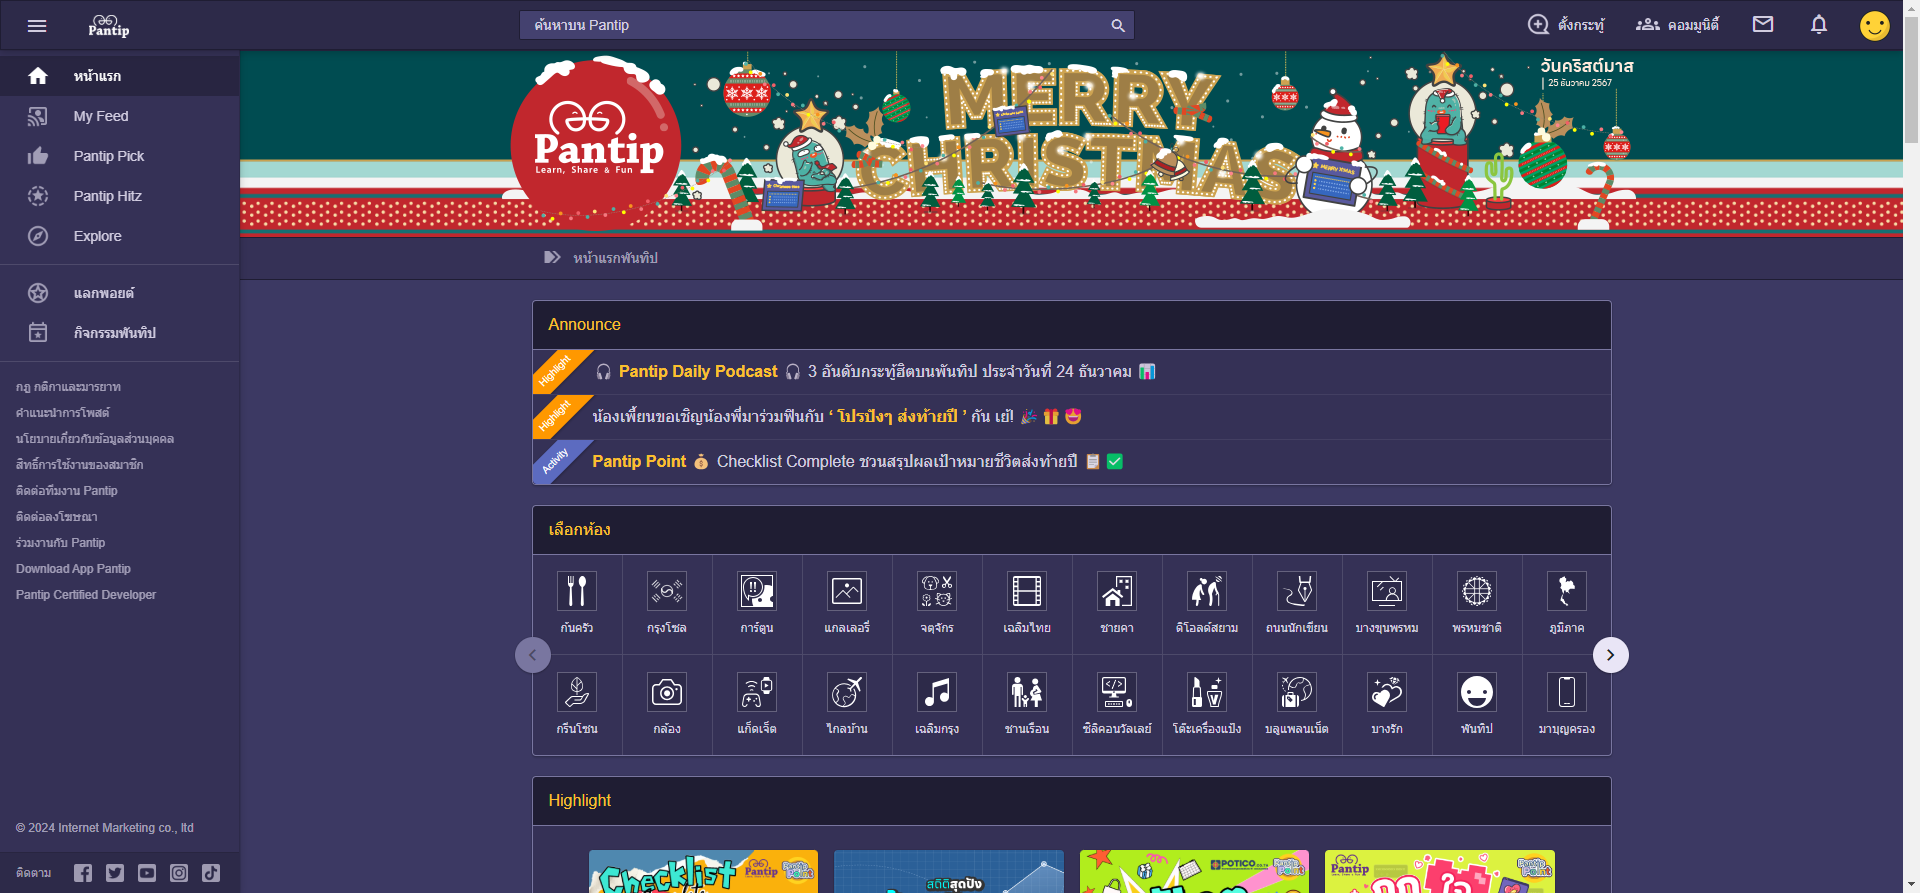 Pantip
ค้นหาบน Pantip
ตั้งกระทู้
คอมมูนิตี้
หน้าแรก
My Feed
Pantip Pick
Pantip Hitz
Explore
แลกพอยต์
กิจกรรมพันทิป
กฎ กติกาและมารยาท
คำแนะนำการโพสต์
นโยบายเกี่ยวกับข้อมูลส่วนบุคคล
สิทธิ์การใช้งานของสมาชิก
ติดต่อทีมงาน Pantip
ติดต่อลงโฆษณา
ร่วมงานกับ Pantip
Download App Pantip
Pantip Certified Developer
© 2024 Internet Marketing co., ltd
ติดตาม
Pantip
Learn, Share & Fun
MERRY
CHRISTMAS
MERRY XMAS
วันคริสต์มาส
25 ธันวาคม 2567
หน้าแรกพันทิป
Announce
Highlight
🎧 Pantip Daily Podcast 🎧 3 อันดับกระทู้ฮิตบนพันทิป ประจำวันที่ 24 ธันวาคม 📊
Highlight
น้องเพี้ยนขอเชิญน้องพี่มาร่วมฟินกับ ‘ โปรปังๆ ส่งท้ายปี ’ กัน เย้! 🎉 🎁 🤩
Activity
Pantip Point 💰 Checklist Complete ชวนสรุปผลเป้าหมายชีวิตส่งท้ายปี 📋 ✅
เลือกห้อง
ก้นครัว
กรุงโซล
การ์ตูน
แกลเลอรี่
จตุจักร
เฉลิมไทย
ชายคา
ดิโอลด์สยาม
ถนนนักเขียน
บางขุนพรหม
พรหมชาติ
ภูมิภาค
กรีนโซน
กล้อง
แก็ดเจ็ต
ไกลบ้าน
เฉลิมกรุง
ชานเรือน
ซิลิคอนวัลเลย์
โต๊ะเครื่องแป้ง
บลูแพลนเน็ต
บางรัก
พันทิป
มาบุญครอง
Highlight
Checklist
Pantip
Pantip Point
สถิติสุดปัง
POTICO
Pantip Point
Pantip
Pantip Point